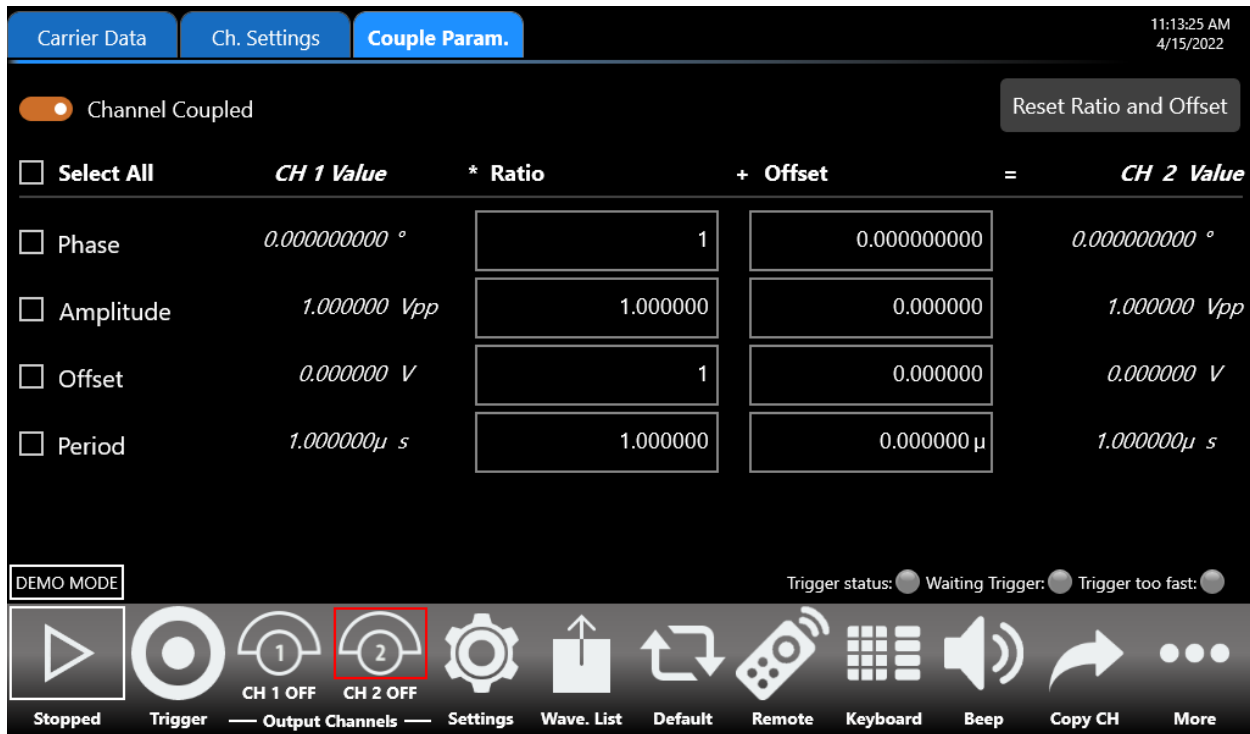 Carrier Data Ch. Settings Couple Param. 11:13:25 AM
4/15/2022
Channel Coupled Reset Ratio and Offset
Select All CH 1 Value * Ratio + Offset = CH 2 Value
Phase 0.000000000 ° 1 0.000000000 0.000000000 °
Amplitude 1.000000 Vpp 1.000000 0.000000 1.000000 Vpp
Offset 0.000000 V 1 0.000000 0.000000 V
Period 1.000000µ s 1.000000 0.000000 µ 1.000000µ s
DEMO MODE Trigger status: Waiting Trigger: Trigger too fast:
1 2
CH 1 OFF CH 2 OFF
Stopped Trigger Output Channels Settings Wave. List Default Remote Keyboard Beep Copy CH More